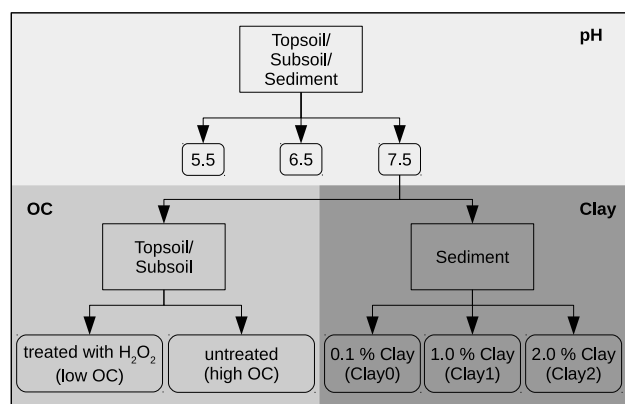 pH
Topsoil/
Subsoil/
Sediment
5.5
6.5
7.5
OC
Clay
Topsoil/
Subsoil
Sediment
treated with H₂O₂
(low OC)
untreated
(high OC)
0.1 % Clay
(Clay0)
1.0 % Clay
(Clay1)
2.0 % Clay
(Clay2)